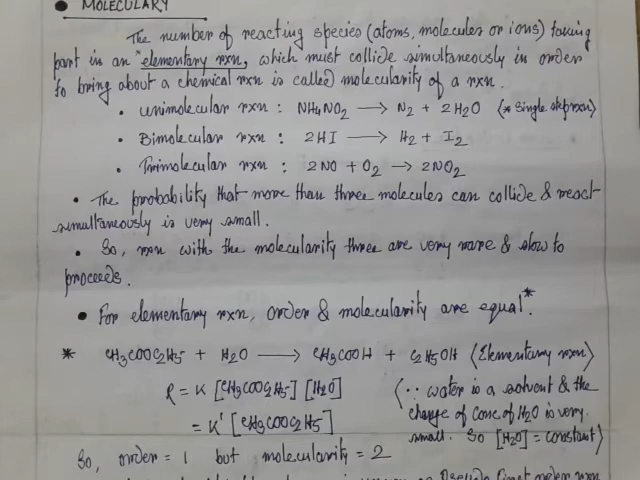 • MOLECULARY
The number of reacting species (atoms, molecules or ions) taking
part in an "elementary rxn, which must collide simultaneously in order
to bring about a chemical rxn is called molecularity of a rxn.
• Unimolecular rxn : NH4NO2 → N2 + 2H2O (* Single step rxn)
• Bimolecular rxn : 2HI → H2 + I2
• Trimolecular rxn : 2NO + O2 → 2NO2
• The probability that more than three molecules can collide & react
simultaneously is very small.
• So, rxn with the molecularity three are very rare & slow to
proceeds.
• For elementary rxn, order & molecularity are equal*.
* CH3COOC2H5 + H2O → CH3COOH + C2H5OH (Elementary rxn)
R = K [CH3COOC2H5] [H2O]
(∵ water is a solvent & the
change of conc of H2O is very
= K' [CH3COOC2H5]
small. So [H2O] = constant)
So, order = 1 but molecularity = 2